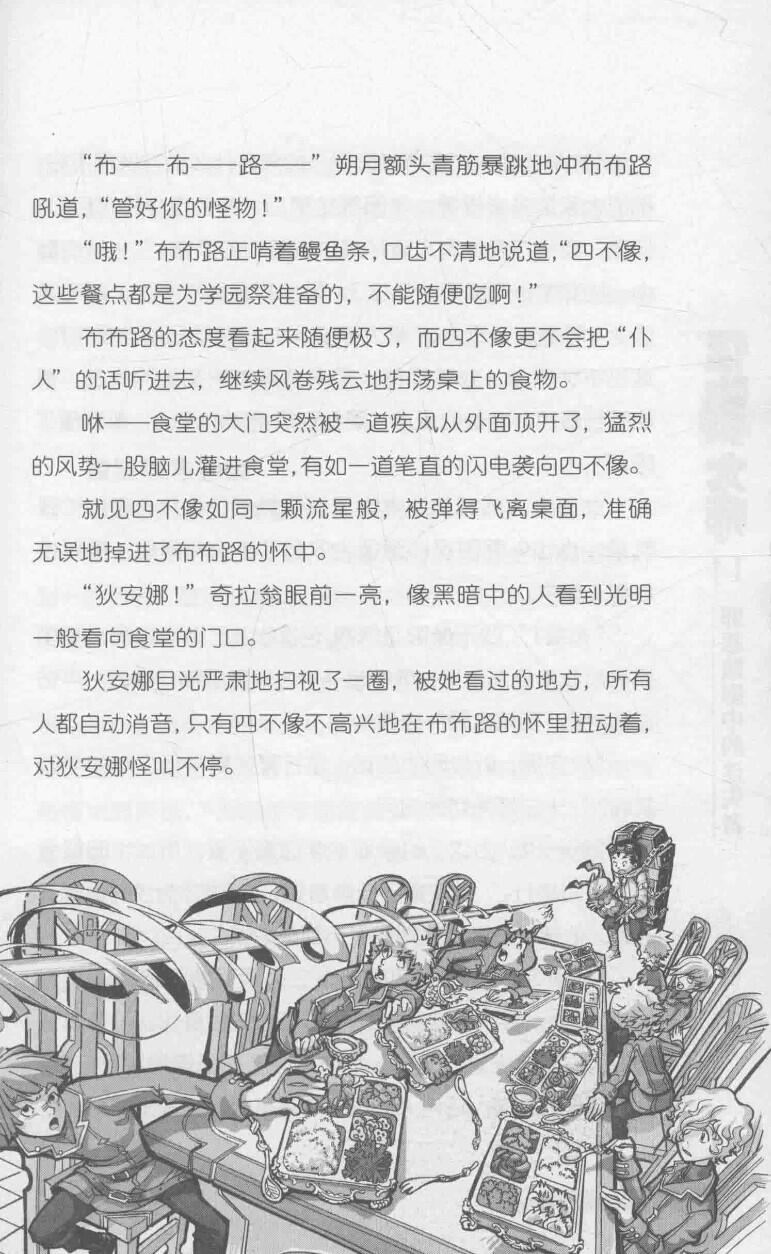 “布——布——路——”朔月额头青筋暴跳地冲布布路
吼道，“管好你的怪物！”
“哦！”布布路正啃着鳗鱼条，口齿不清地说道，“四不像，
这些餐点都是为学园祭准备的，不能随便吃啊！”
布布路的态度看起来随便极了，而四不像更不会把“仆
人”的话听进去，继续风卷残云地扫荡桌上的食物。
咻——食堂的大门突然被一道疾风从外面顶开了，猛烈
的风势一股脑儿灌进食堂，有如一道笔直的闪电袭向四不像。
就见四不像如同一颗流星般，被弹得飞离桌面，准确
无误地掉进了布布路的怀中。
“狄安娜！”奇拉翁眼前一亮，像黑暗中的人看到光明
一般看向食堂的门口。
狄安娜目光严肃地扫视了一圈，被她看过的地方，所有
人都自动消音，只有四不像不高兴地在布布路的怀里扭动着，
对狄安娜怪叫不停。